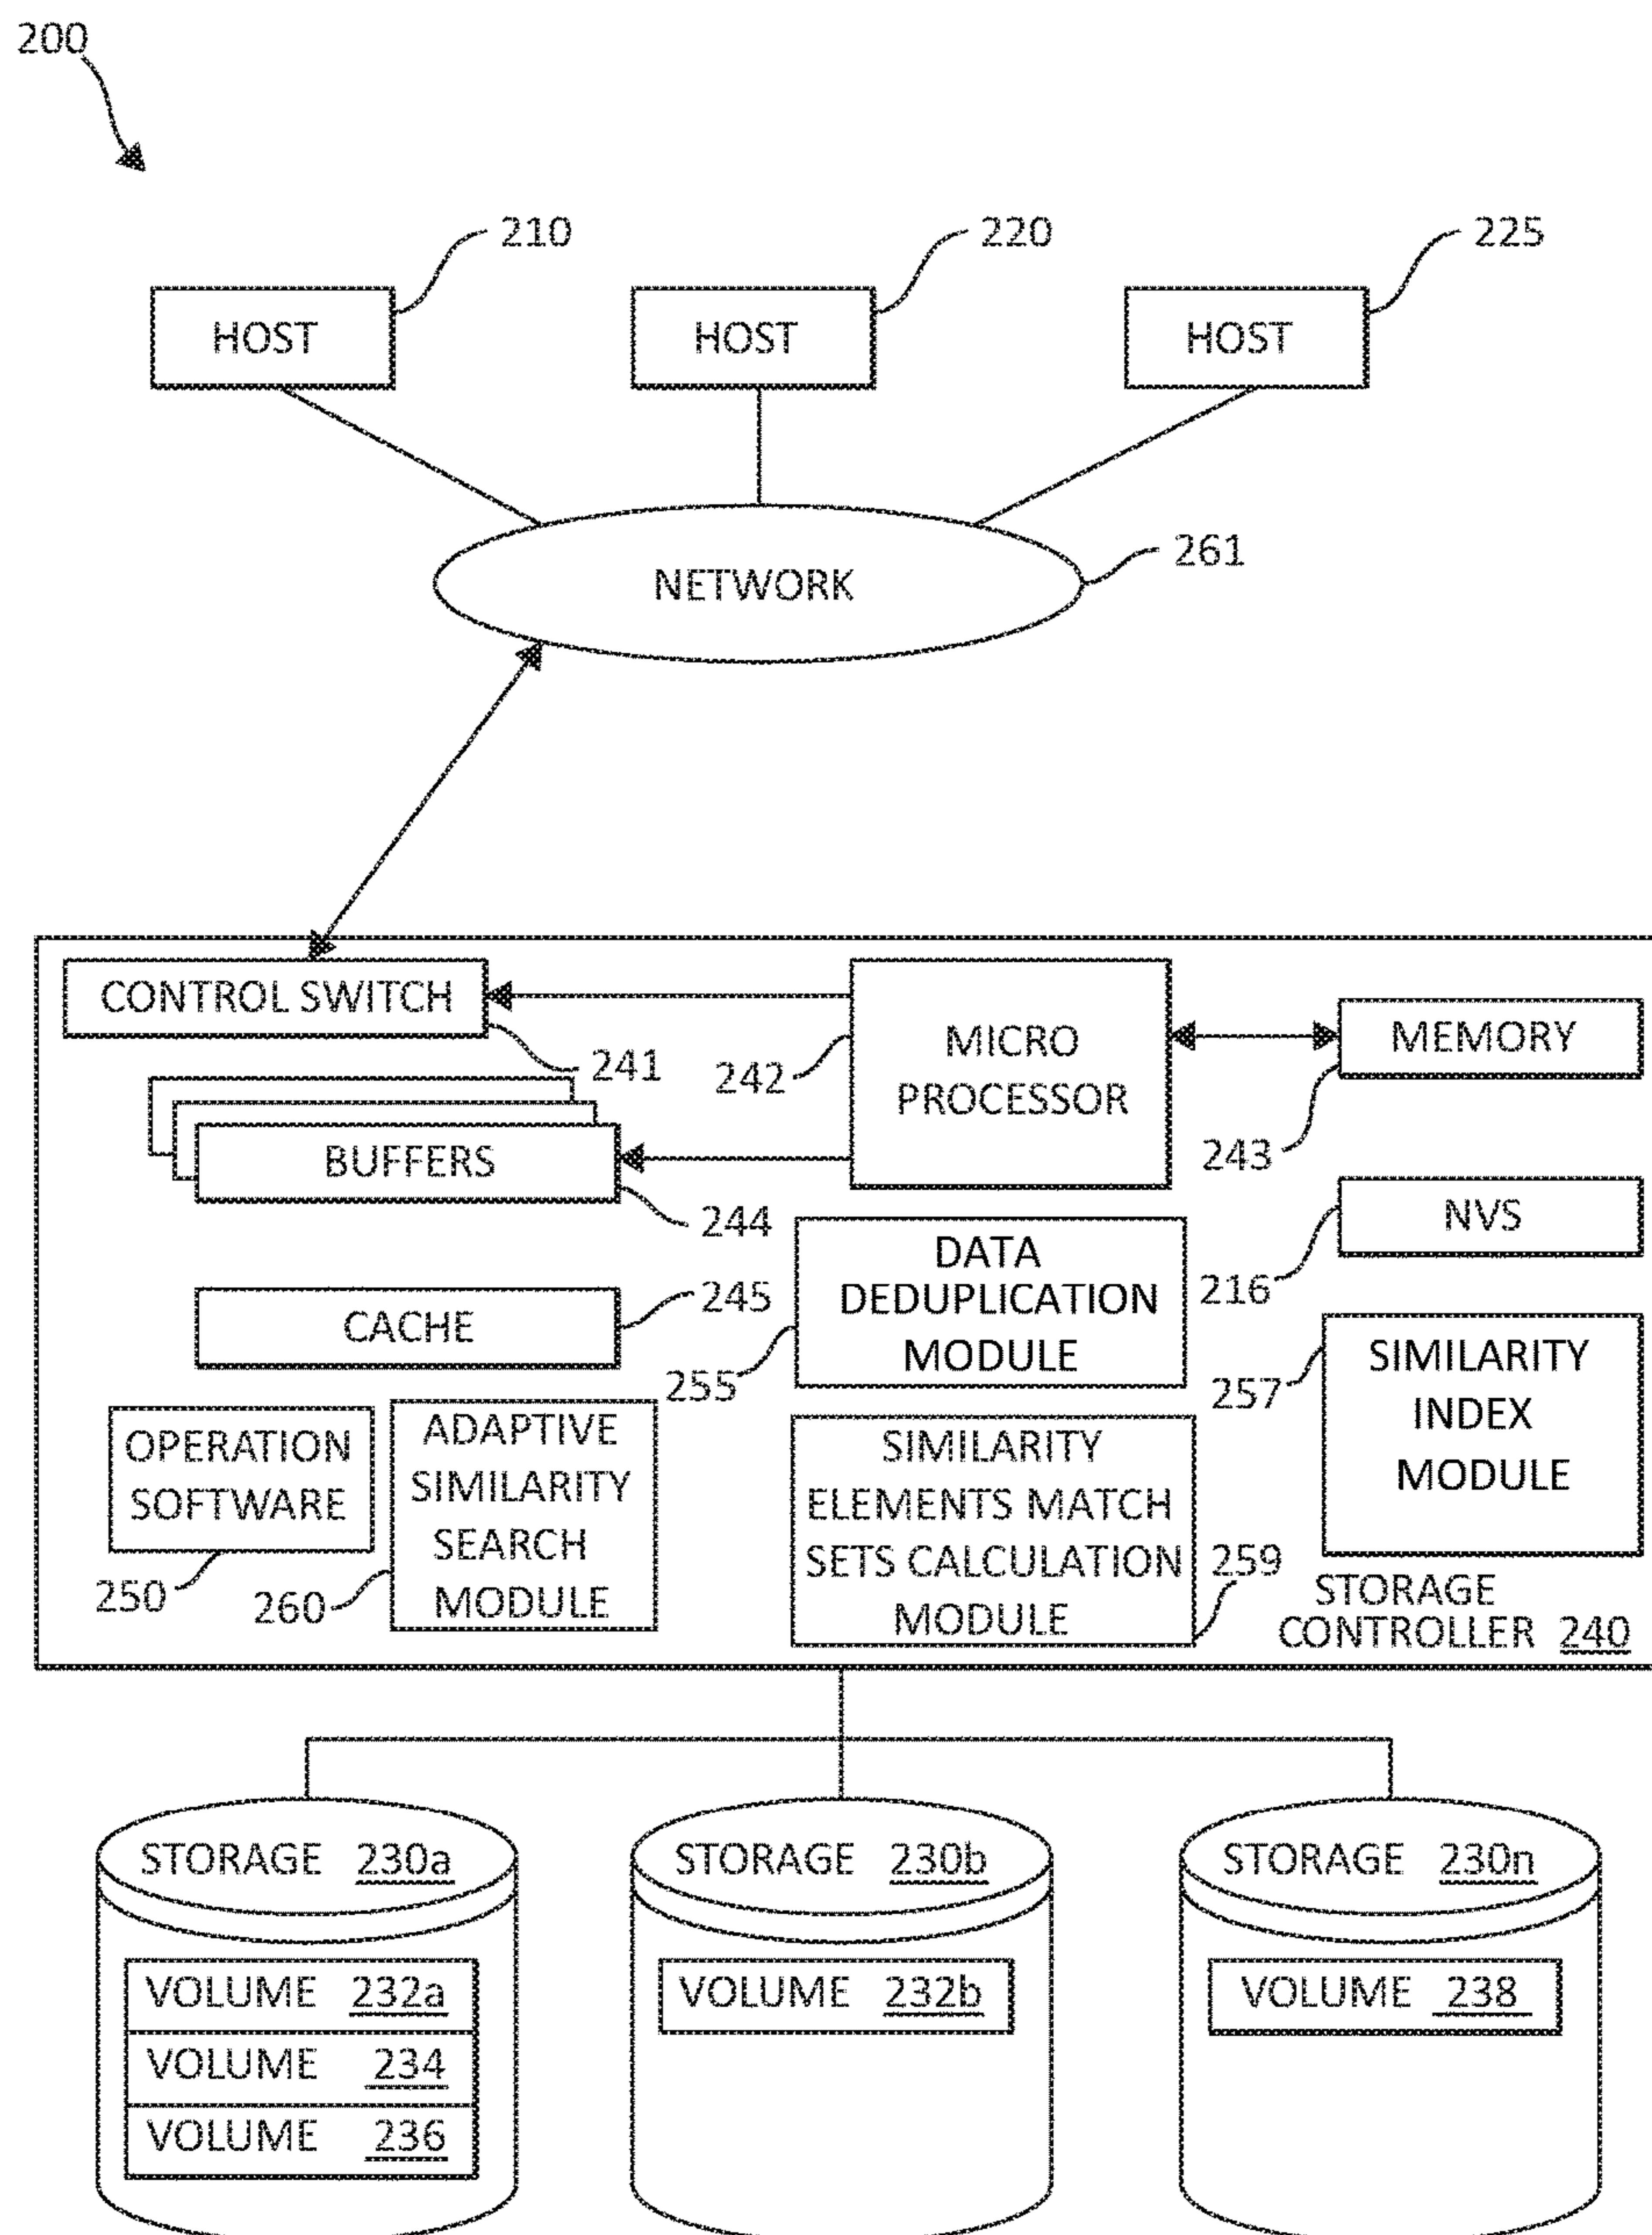 200
210
220
225
HOST
HOST
HOST
261
NETWORK
CONTROL SWITCH
241
242
MICRO
PROCESSOR
MEMORY
243
BUFFERS
244
NVS
216
DATA
DEDUPLICATION
MODULE
255
CACHE
245
SIMILARITY
INDEX
MODULE
257
OPERATION
SOFTWARE
250
ADAPTIVE
SIMILARITY
SEARCH
MODULE
260
SIMILARITY
ELEMENTS MATCH
SETS CALCULATION
MODULE
259
STORAGE
CONTROLLER 240
STORAGE 230a
STORAGE 230b
STORAGE 230n
VOLUME 232a
VOLUME 234
VOLUME 236
VOLUME 232b
VOLUME 238